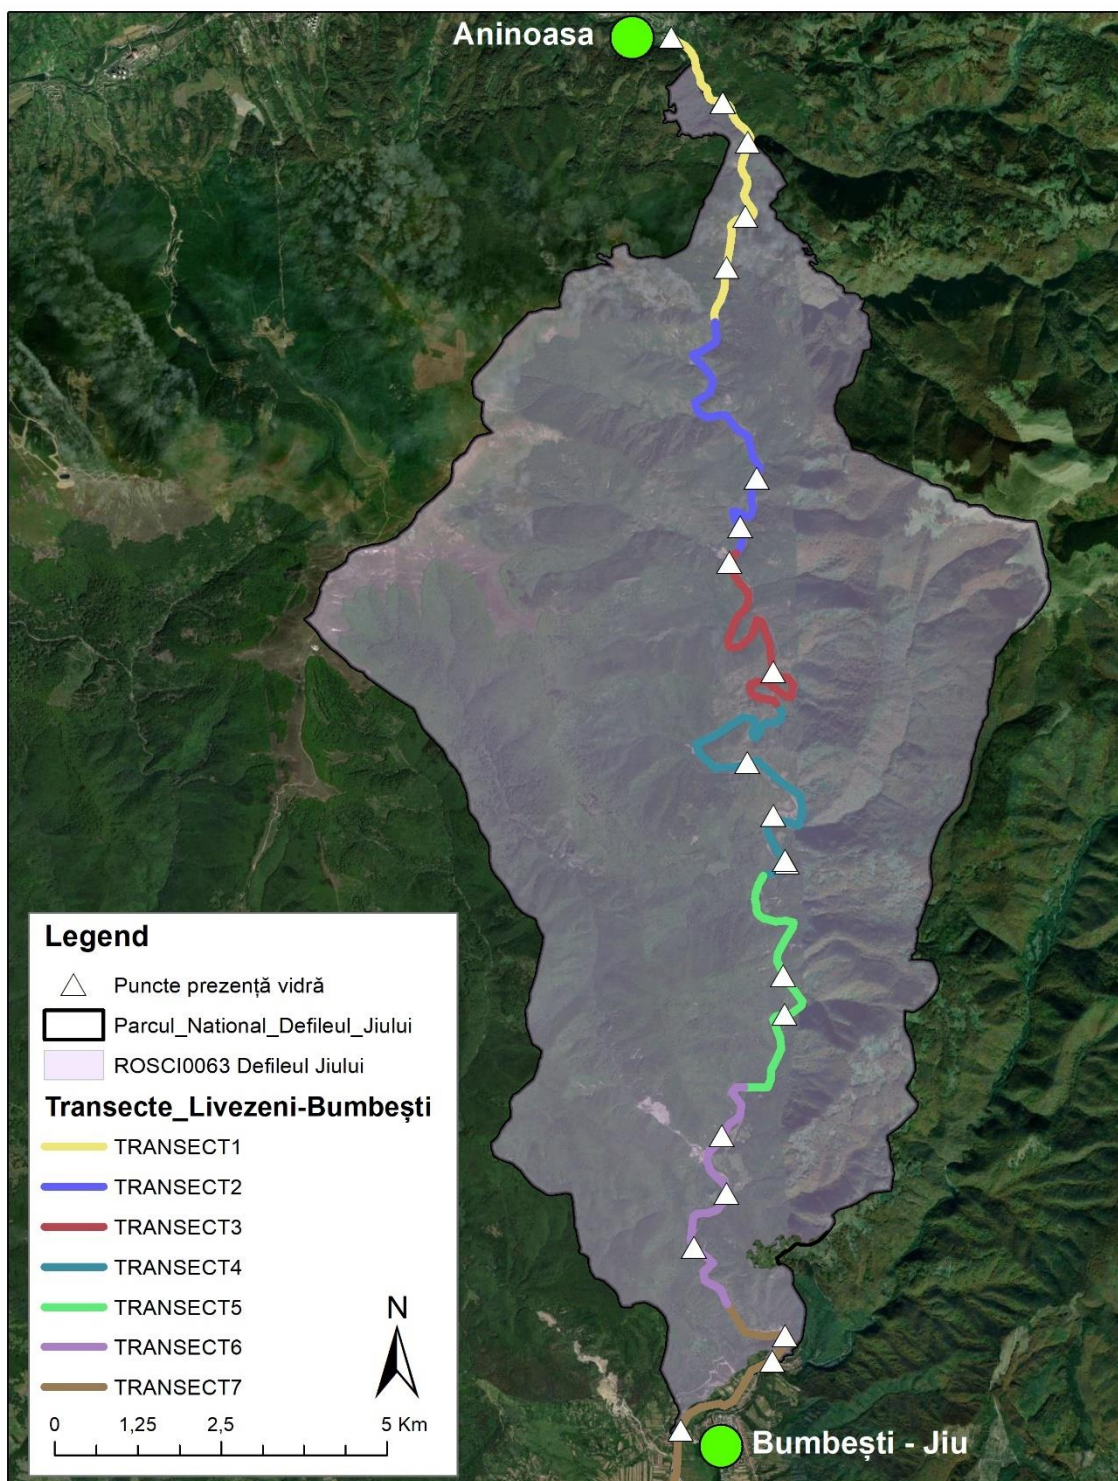 Aninoasa
Legend
Puncte prezență vidră
Parcul_National_Defileul_Jiului
ROSCI0063 Defileul Jiului
Transecte_Livezeni-Bumbești
TRANSECT1
TRANSECT2
TRANSECT3
TRANSECT4
TRANSECT5
TRANSECT6
TRANSECT7
N
0 1,25 2,5 5 Km
Bumbești - Jiu